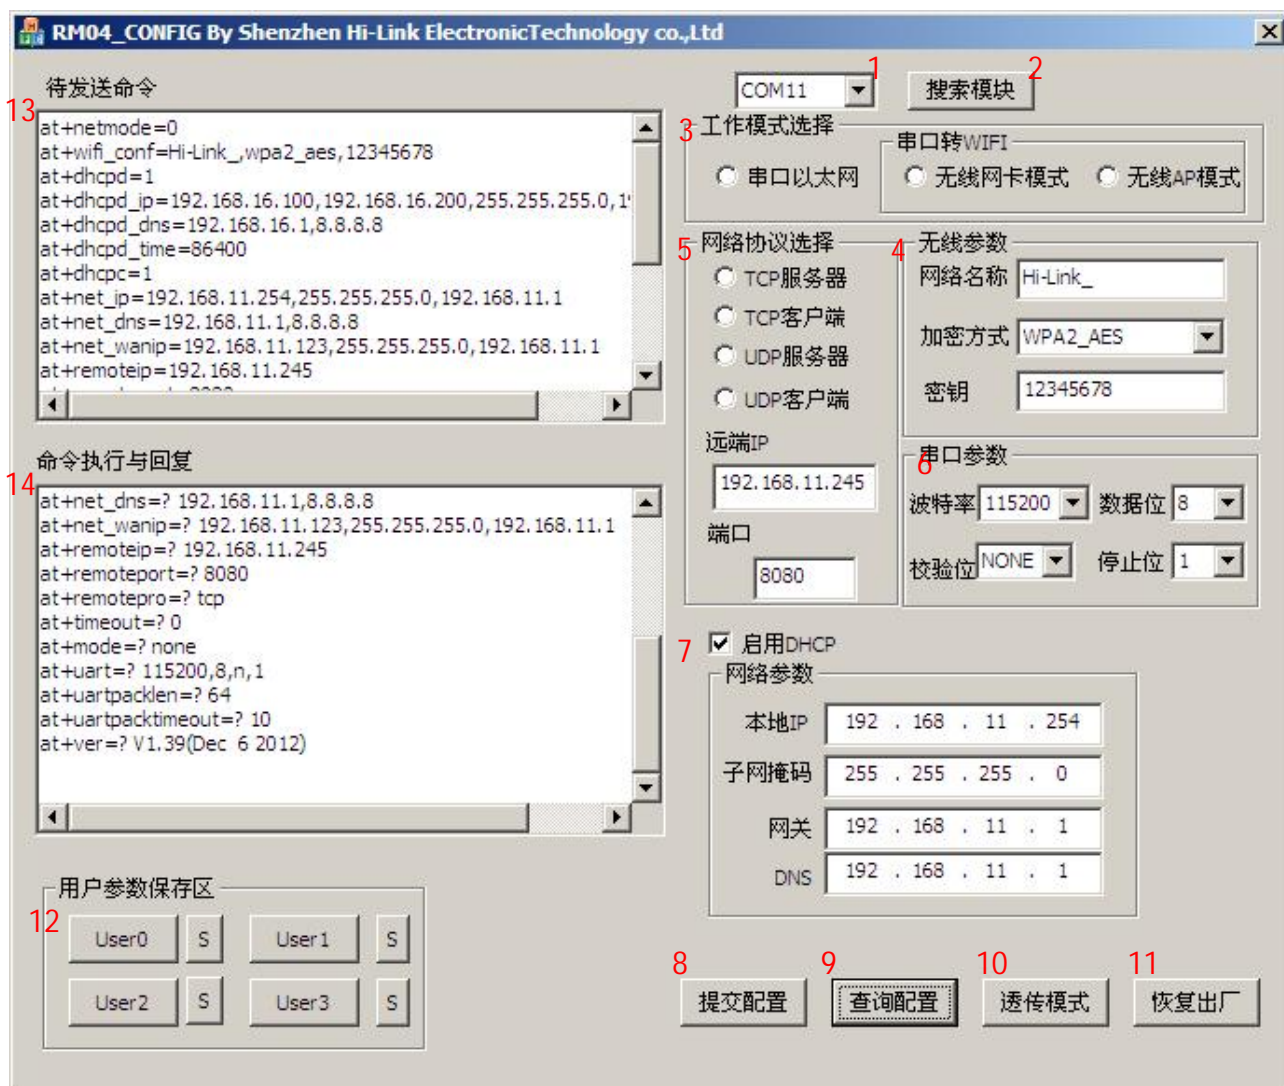 RM04_CONFIG By Shenzhen Hi-Link ElectronicTechnology co.,Ltd
待发送命令
13
at+netmode=0
at+wifi_conf=Hi-Link_,wpa2_aes,12345678
at+dhcpd=1
at+dhcpd_ip=192.168.16.100,192.168.16.200,255.255.255.0,1
at+dhcpd_dns=192.168.16.1,8.8.8.8
at+dhcpd_time=86400
at+dhcpc=1
at+net_ip=192.168.11.254,255.255.255.0,192.168.11.1
at+net_dns=192.168.11.1,8.8.8.8
at+net_wanip=192.168.11.123,255.255.255.0,192.168.11.1
at+remoteip=192.168.11.245
命令执行与回复
14
at+net_dns=? 192.168.11.1,8.8.8.8
at+net_wanip=? 192.168.11.123,255.255.255.0,192.168.11.1
at+remoteip=? 192.168.11.245
at+remoteport=? 8080
at+remotepro=? tcp
at+timeout=? 0
at+mode=? none
at+uart=? 115200,8,n,1
at+uartpacklen=? 64
at+uartpacktimeout=? 10
at+ver=? V1.39(Dec 6 2012)
用户参数保存区
12
User0 S User1 S
User2 S User3 S
COM11 1 搜索模块 2
3 工作模式选择
串口转WIFI
串口以太网 无线网卡模式 无线AP模式
5 网络协议选择
TCP服务器
TCP客户端
UDP服务器
UDP客户端
远端IP
192.168.11.245
端口
8080
4 无线参数
网络名称 Hi-Link_
加密方式 WPA2_AES
密钥 12345678
6 串口参数
波特率 115200 数据位 8
校验位 NONE 停止位 1
7 启用DHCP
网络参数
本地IP 192 . 168 . 11 . 254
子网掩码 255 . 255 . 255 . 0
网关 192 . 168 . 11 . 1
DNS 192 . 168 . 11 . 1
8 9 10 11
提交配置 查询配置 透传模式 恢复出厂